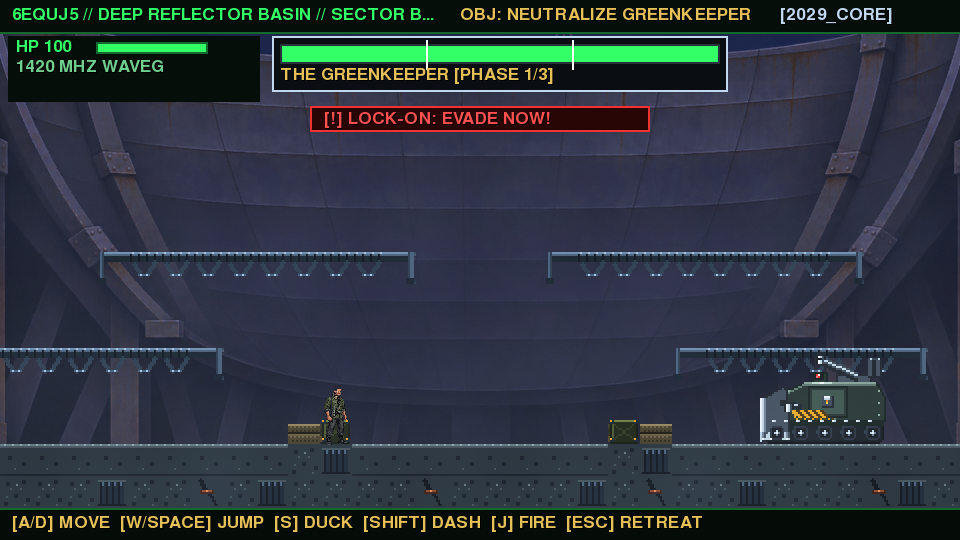 6EQUJ5 // DEEP REFLECTOR BASIN // SECTOR B... OBJ: NEUTRALIZE GREENKEEPER [2029_CORE]
HP 100
1420 MHZ WAVEG
THE GREENKEEPER [PHASE 1/3]
[!] LOCK-ON: EVADE NOW!
[A/D] MOVE [W/SPACE] JUMP [S] DUCK [SHIFT] DASH [J] FIRE [ESC] RETREAT